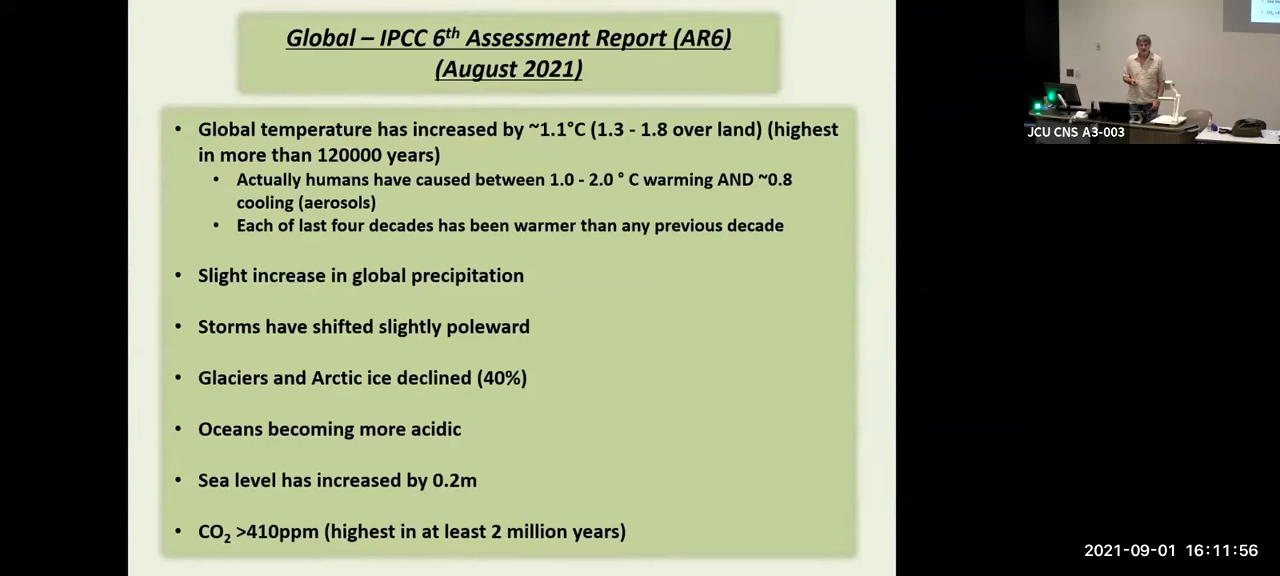 Global – IPCC 6th Assessment Report (AR6)
(August 2021)
• Global temperature has increased by ~1.1°C (1.3 - 1.8 over land) (highest
in more than 120000 years)
• Actually humans have caused between 1.0 - 2.0 ° C warming AND ~0.8
cooling (aerosols)
• Each of last four decades has been warmer than any previous decade
• Slight increase in global precipitation
• Storms have shifted slightly poleward
• Glaciers and Arctic ice declined (40%)
• Oceans becoming more acidic
• Sea level has increased by 0.2m
• CO₂ >410ppm (highest in at least 2 million years)
JCU CNS A3-003
2021-09-01 16:11:56